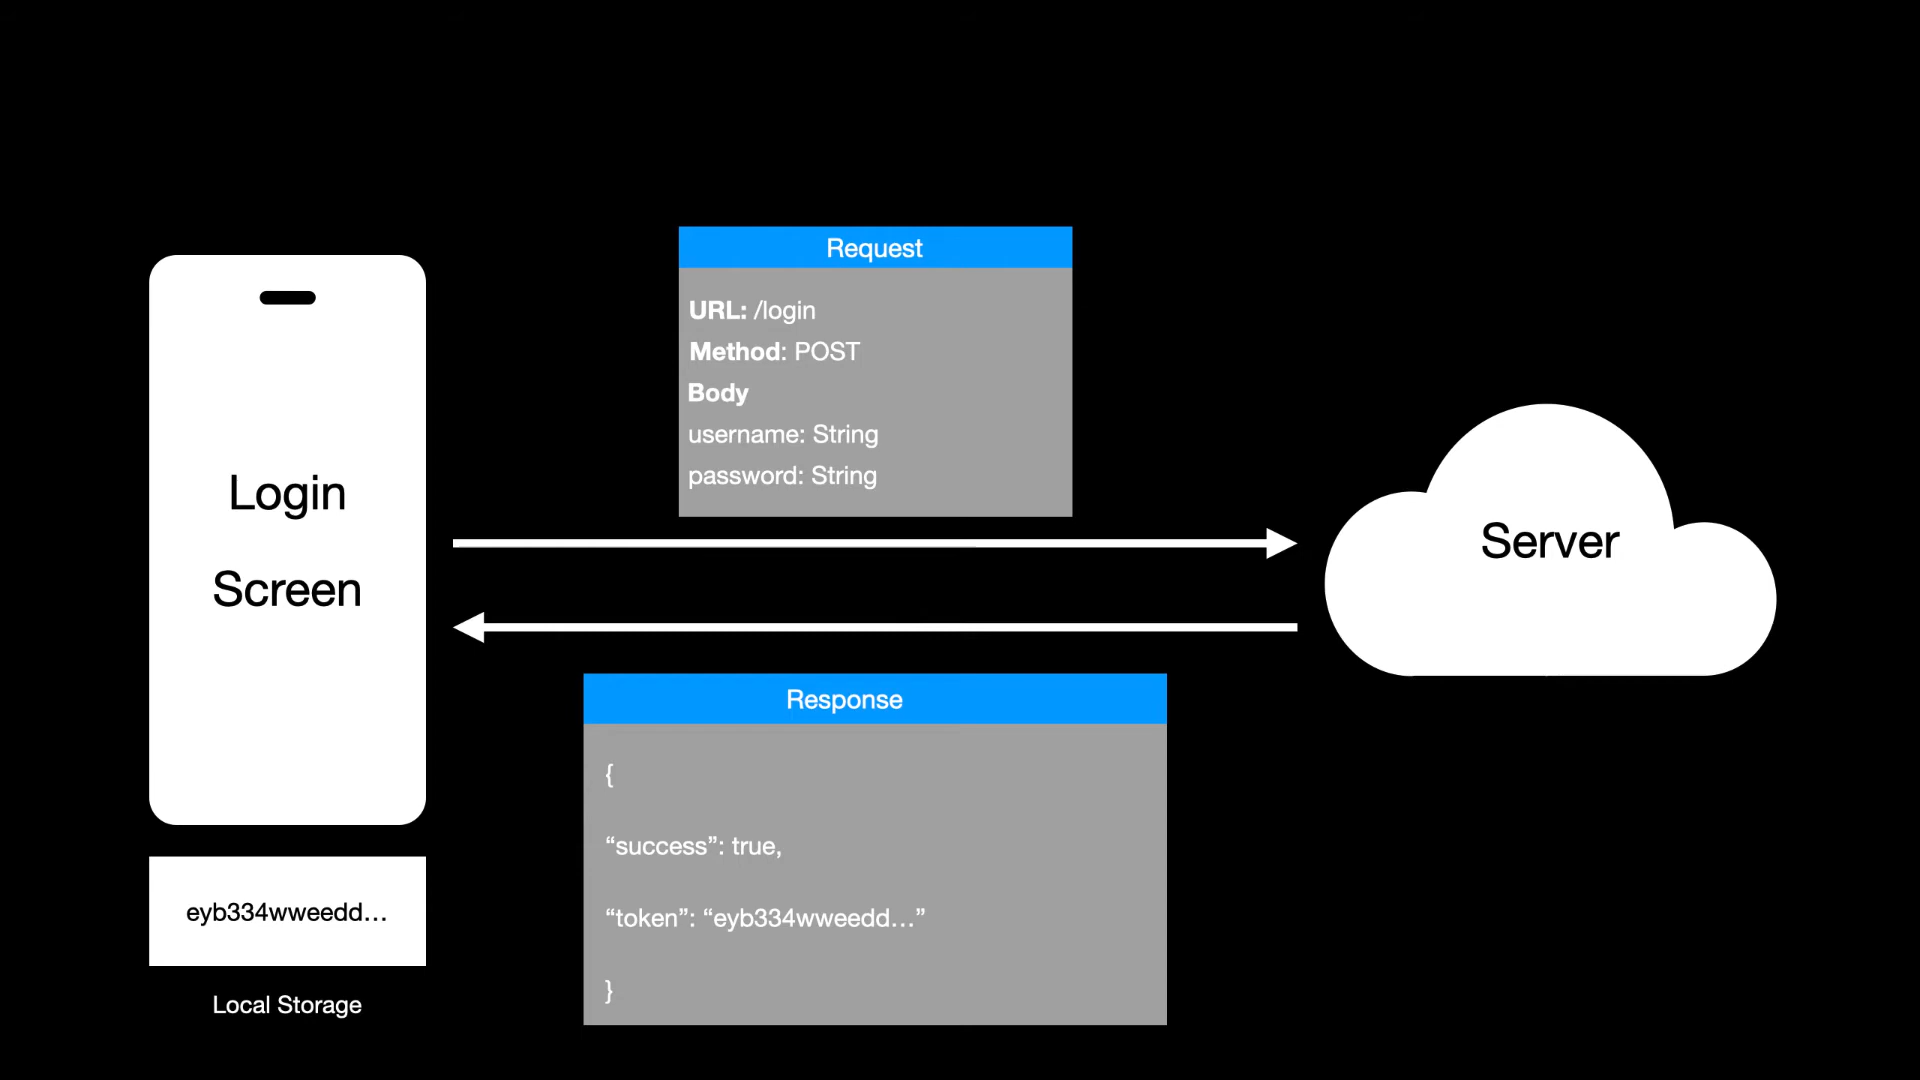 Request
URL: /login
Method: POST
Body
username: String
password: String
Login
Screen
Server
Response
{
“success”: true,
“token”: “eyb334wweedd...”
}
eyb334wweedd...
Local Storage